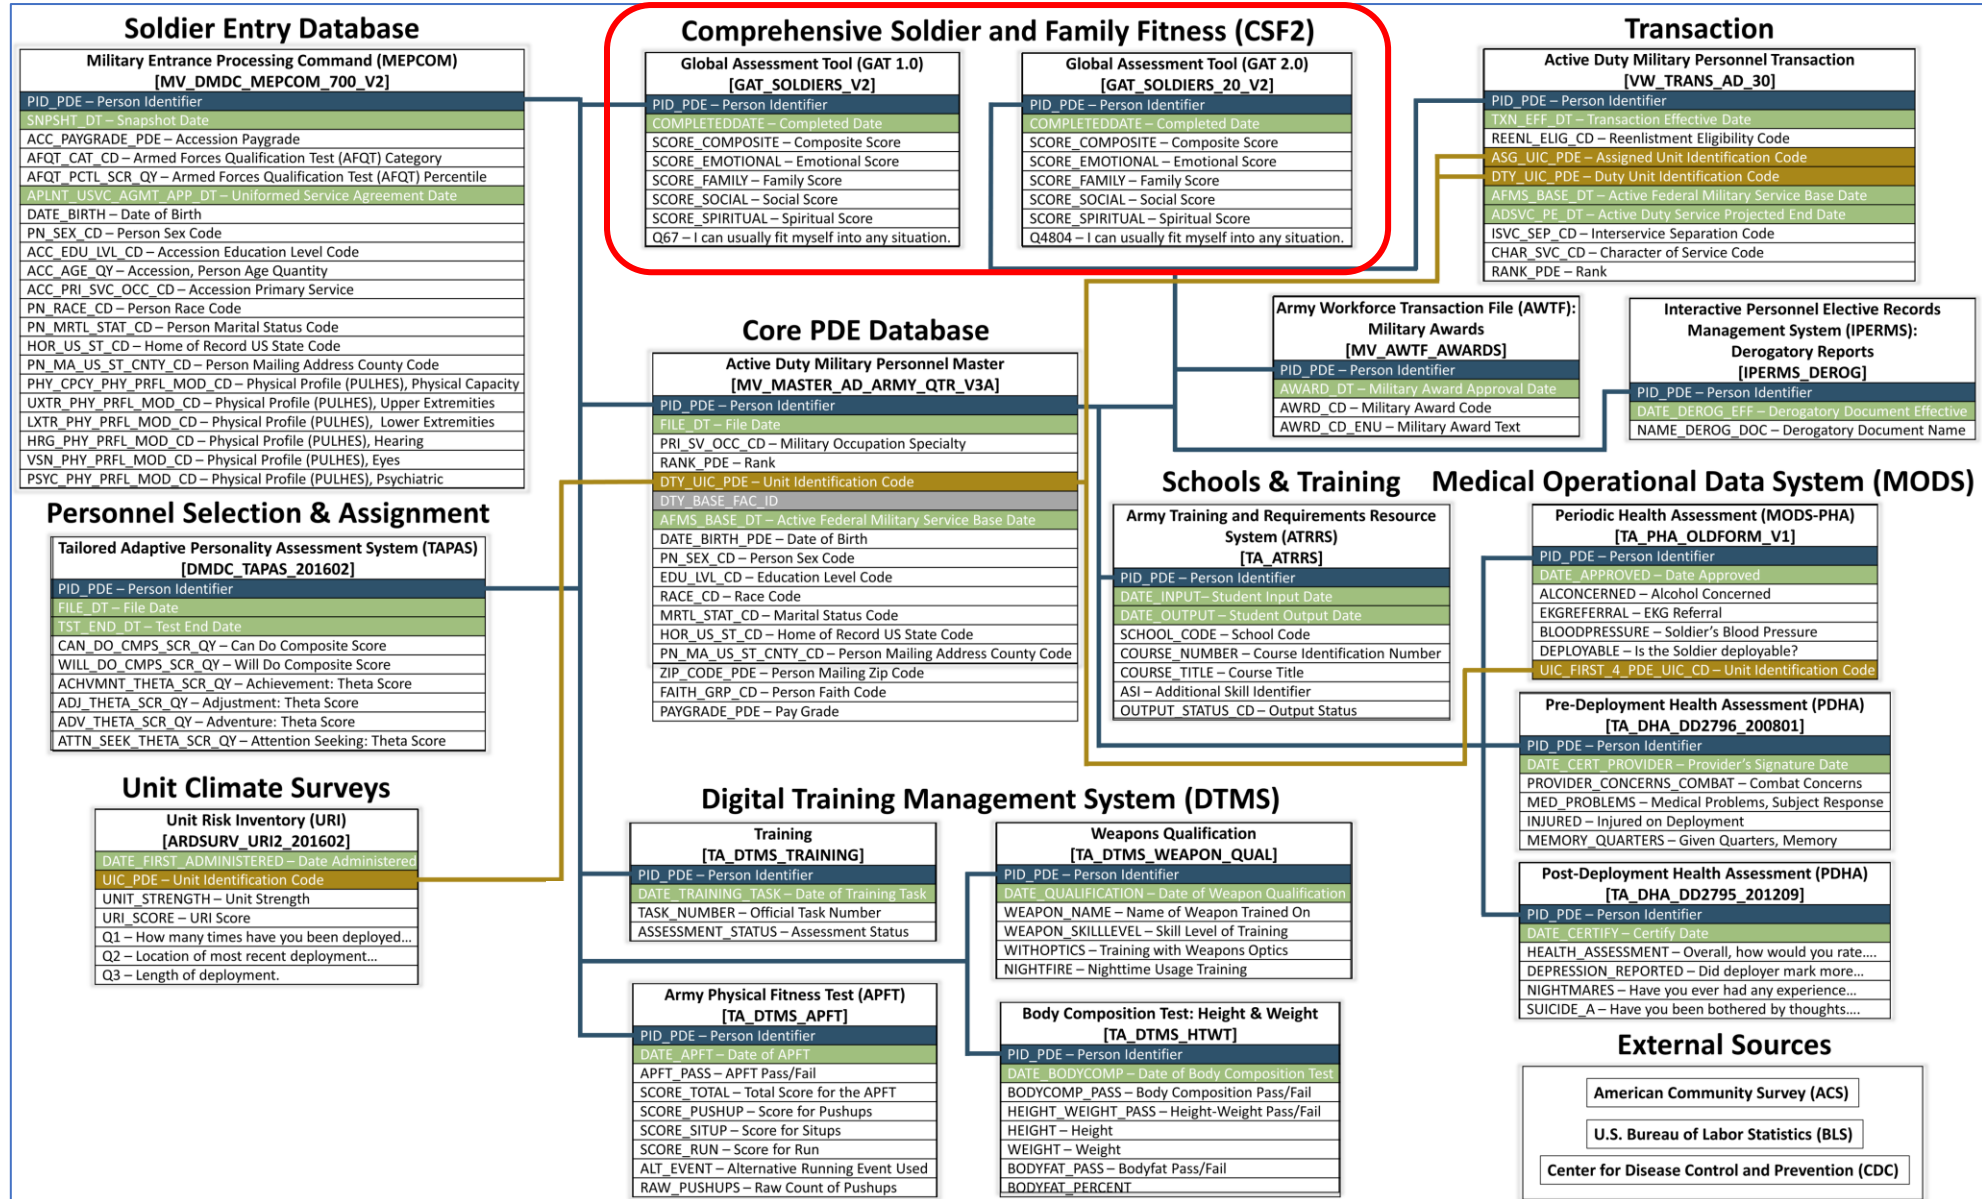 Soldier Entry Database
Military Entrance Processing Command (MEPCOM)
[MV_DMDC_MEPCOM_700_V2]
PID_PDE – Person Identifier
SNPSHT_DT – Snapshot Date
ACC_PAYGRADE_PDE – Accession Paygrade
AFQT_CAT_CD – Armed Forces Qualification Test (AFQT) Category
AFQT_PCTL_SCR_QY – Armed Forces Qualification Test (AFQT) Percentile
APLNT_USVC_AGMT_APP_DT – Uniformed Service Agreement Date
DATE_BIRTH – Date of Birth
PN_SEX_CD – Person Sex Code
ACC_EDU_LVL_CD – Accession Education Level Code
ACC_AGE_QY – Accession, Person Age Quantity
ACC_PRI_SVC_OCC_CD – Accession Primary Service
PN_RACE_CD – Person Race Code
PN_MRTL_STAT_CD – Person Marital Status Code
HOR_US_ST_CD – Home of Record US State Code
PN_MA_US_ST_CNTY_CD – Person Mailing Address County Code
PHY_CPCY_PHY_PRFL_MOD_CD – Physical Profile (PULHES), Physical Capacity
UXTR_PHY_PRFL_MOD_CD – Physical Profile (PULHES), Upper Extremities
LXTR_PHY_PRFL_MOD_CD – Physical Profile (PULHES), Lower Extremities
HRG_PHY_PRFL_MOD_CD – Physical Profile (PULHES), Hearing
VSN_PHY_PRFL_MOD_CD – Physical Profile (PULHES), Eyes
PSYC_PHY_PRFL_MOD_CD – Physical Profile (PULHES), Psychiatric
Comprehensive Soldier and Family Fitness (CSF2)
Global Assessment Tool (GAT 1.0)
[GAT_SOLDIERS_V2]
PID_PDE – Person Identifier
COMPLETEDDATE – Completed Date
SCORE_COMPOSITE – Composite Score
SCORE_EMOTIONAL – Emotional Score
SCORE_FAMILY – Family Score
SCORE_SOCIAL – Social Score
SCORE_SPIRITUAL – Spiritual Score
Q67 – I can usually fit myself into any situation.
Global Assessment Tool (GAT 2.0)
[GAT_SOLDIERS_20_V2]
PID_PDE – Person Identifier
COMPLETEDDATE – Completed Date
SCORE_COMPOSITE – Composite Score
SCORE_EMOTIONAL – Emotional Score
SCORE_FAMILY – Family Score
SCORE_SOCIAL – Social Score
SCORE_SPIRITUAL – Spiritual Score
Q4804 – I can usually fit myself into any situation.
Transaction
Active Duty Military Personnel Transaction
[VW_TRANS_AD_30]
PID_PDE – Person Identifier
TXN_EFF_DT – Transaction Effective Date
REENL_ELIG_CD – Reenlistment Eligibility Code
ASG_UIC_PDE – Assigned Unit Identification Code
DTY_UIC_PDE – Duty Unit Identification Code
AFMS_BASE_DT – Active Federal Military Service Base Date
ADSVC_PE_DT – Active Duty Service Projected End Date
ISVC_SEP_CD – Interservice Separation Code
CHAR_SVC_CD – Character of Service Code
RANK_PDE – Rank
Army Workforce Transaction File (AWTF):
Military Awards
[MV_AWTF_AWARDS]
PID_PDE – Person Identifier
AWARD_DT – Military Award Approval Date
AWRD_CD – Military Award Code
AWRD_CD_ENU – Military Award Text
Interactive Personnel Elective Records
Management System (IPERMS):
Derogatory Reports
[IPERMS_DEROG]
PID_PDE – Person Identifier
DATE_DEROG_EFF – Derogatory Document Effective
NAME_DEROG_DOC – Derogatory Document Name
Core PDE Database
Active Duty Military Personnel Master
[MV_MASTER_AD_ARMY_QTR_V3A]
PID_PDE – Person Identifier
FILE_DT – File Date
PRI_SV_OCC_CD – Military Occupation Specialty
RANK_PDE – Rank
DTY_UIC_PDE – Unit Identification Code
DTY_BASE_FAC_ID
AFMS_BASE_DT – Active Federal Military Service Base Date
DATE_BIRTH_PDE – Date of Birth
PN_SEX_CD – Person Sex Code
EDU_LVL_CD – Education Level Code
RACE_CD – Race Code
MRTL_STAT_CD – Marital Status Code
HOR_US_ST_CD – Home of Record US State Code
PN_MA_US_ST_CNTY_CD – Person Mailing Address County Code
ZIP_CODE_PDE – Person Mailing Zip Code
FAITH_GRP_CD – Person Faith Code
PAYGRADE_PDE – Pay Grade
Schools & Training
Army Training and Requirements Resource
System (ATRRS)
[TA_ATRRS]
PID_PDE – Person Identifier
DATE_INPUT– Student Input Date
DATE_OUTPUT – Student Output Date
SCHOOL_CODE – School Code
COURSE_NUMBER – Course Identification Number
COURSE_TITLE – Course Title
ASI – Additional Skill Identifier
OUTPUT_STATUS_CD – Output Status
Medical Operational Data System (MODS)
Periodic Health Assessment (MODS-PHA)
[TA_PHA_OLDFORM_V1]
PID_PDE – Person Identifier
DATE_APPROVED – Date Approved
ALCONCERNED – Alcohol Concerned
EKGREFERRAL – EKG Referral
BLOODPRESSURE – Soldier's Blood Pressure
DEPLOYABLE – Is the Soldier deployable?
UIC_FIRST_4_PDE_UIC_CD – Unit Identification Code
Pre-Deployment Health Assessment (PDHA)
[TA_DHA_DD2796_200801]
PID_PDE – Person Identifier
DATE_CERT_PROVIDER – Provider's Signature Date
PROVIDER_CONCERNS_COMBAT – Combat Concerns
MED_PROBLEMS – Medical Problems, Subject Response
INJURED – Injured on Deployment
MEMORY_QUARTERS – Given Quarters, Memory
Post-Deployment Health Assessment (PDHA)
[TA_DHA_DD2795_201209]
PID_PDE – Person Identifier
DATE_CERTIFY – Certify Date
HEALTH_ASSESSMENT – Overall, how would you rate....
DEPRESSION_REPORTED – Did deployer mark more...
NIGHTMARES – Have you ever had any experience...
SUICIDE_A – Have you been bothered by thoughts....
Personnel Selection & Assignment
Tailored Adaptive Personality Assessment System (TAPAS)
[DMDC_TAPAS_201602]
PID_PDE – Person Identifier
FILE_DT – File Date
TST_END_DT – Test End Date
CAN_DO_CMPS_SCR_QY – Can Do Composite Score
WILL_DO_CMPS_SCR_QY – Will Do Composite Score
ACHVMNT_THETA_SCR_QY – Achievement: Theta Score
ADJ_THETA_SCR_QY – Adjustment: Theta Score
ADV_THETA_SCR_QY – Adventure: Theta Score
ATTN_SEEK_THETA_SCR_QY – Attention Seeking: Theta Score
Unit Climate Surveys
Unit Risk Inventory (URI)
[ARDSURV_URI2_201602]
DATE_FIRST_ADMINISTERED – Date Administered
UIC_PDE – Unit Identification Code
UNIT_STRENGTH – Unit Strength
URI_SCORE – URI Score
Q1 – How many times have you been deployed...
Q2 – Location of most recent deployment...
Q3 – Length of deployment.
Digital Training Management System (DTMS)
Training
[TA_DTMS_TRAINING]
PID_PDE – Person Identifier
DATE_TRAINING_TASK – Date of Training Task
TASK_NUMBER – Official Task Number
ASSESSMENT_STATUS – Assessment Status
Weapons Qualification
[TA_DTMS_WEAPON_QUAL]
PID_PDE – Person Identifier
DATE_QUALIFICATION – Date of Weapon Qualification
WEAPON_NAME – Name of Weapon Trained On
WEAPON_SKILLLEVEL – Skill Level of Training
WITHOPTICS – Training with Weapons Optics
NIGHTFIRE – Nighttime Usage Training
Army Physical Fitness Test (APFT)
[TA_DTMS_APFT]
PID_PDE – Person Identifier
DATE_APFT – Date of APFT
APFT_PASS – APFT Pass/Fail
SCORE_TOTAL – Total Score for the APFT
SCORE_PUSHUP – Score for Pushups
SCORE_SITUP – Score for Situps
SCORE_RUN – Score for Run
ALT_EVENT – Alternative Running Event Used
RAW_PUSHUPS – Raw Count of Pushups
Body Composition Test: Height & Weight
[TA_DTMS_HTWT]
PID_PDE – Person Identifier
DATE_BODYCOMP – Date of Body Composition Test
BODYCOMP_PASS – Body Composition Pass/Fail
HEIGHT_WEIGHT_PASS – Height-Weight Pass/Fail
HEIGHT – Height
WEIGHT – Weight
BODYFAT_PASS – Bodyfat Pass/Fail
BODYFAT_PERCENT
External Sources
American Community Survey (ACS)
U.S. Bureau of Labor Statistics (BLS)
Center for Disease Control and Prevention (CDC)